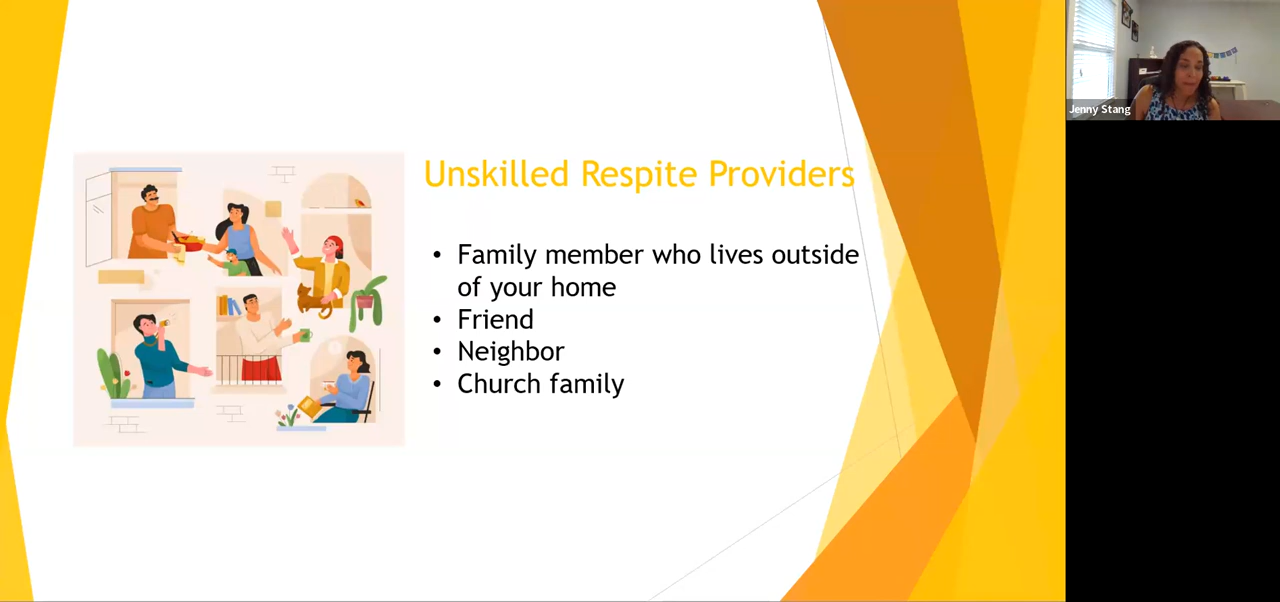 Unskilled Respite Providers
• Family member who lives outside
of your home
• Friend
• Neighbor
• Church family
Jenny Stang